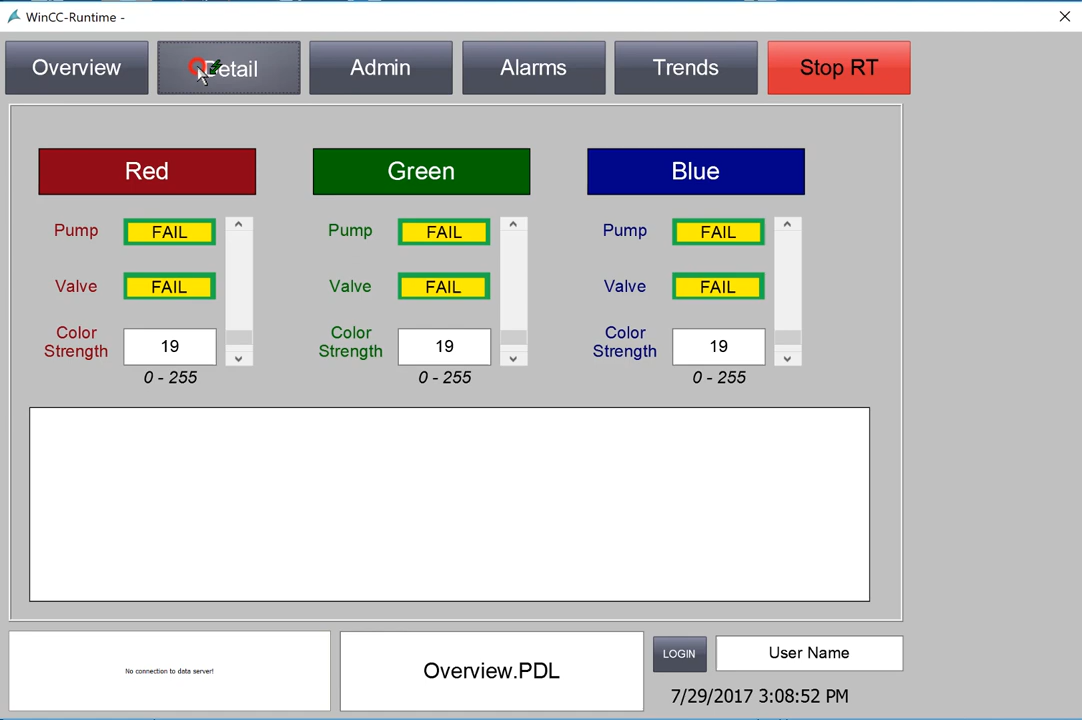 WinCC-Runtime -
Overview
Detail
Admin
Alarms
Trends
Stop RT
Red
Green
Blue
Pump
FAIL
Pump
FAIL
Pump
FAIL
Valve
FAIL
Valve
FAIL
Valve
FAIL
Color
Strength
19
Color
Strength
19
Color
Strength
19
0 - 255
0 - 255
0 - 255
No connection to data server!
Overview.PDL
LOGIN
User Name
7/29/2017 3:08:52 PM